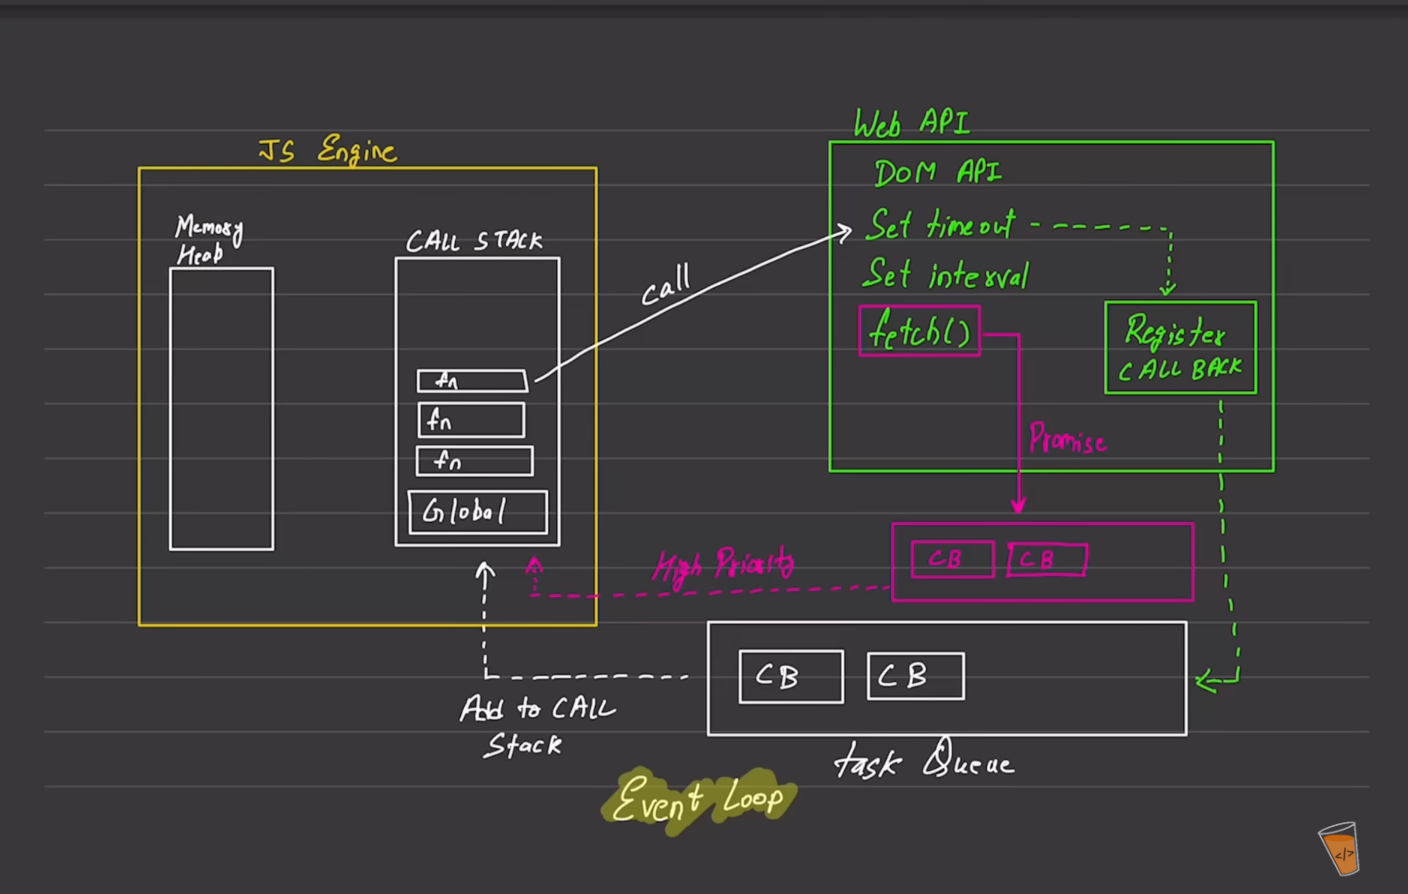 Web API
JS Engine
DOM API
Memory
Heap
CALL STACK
Set timeout
call
Set interval
fetch()
Register
CALL BACK
fn
fn
fn
Global
Promise
High Priority
CB
CB
CB
CB
Add to CALL
Stack
task Queue
Event Loop
</>